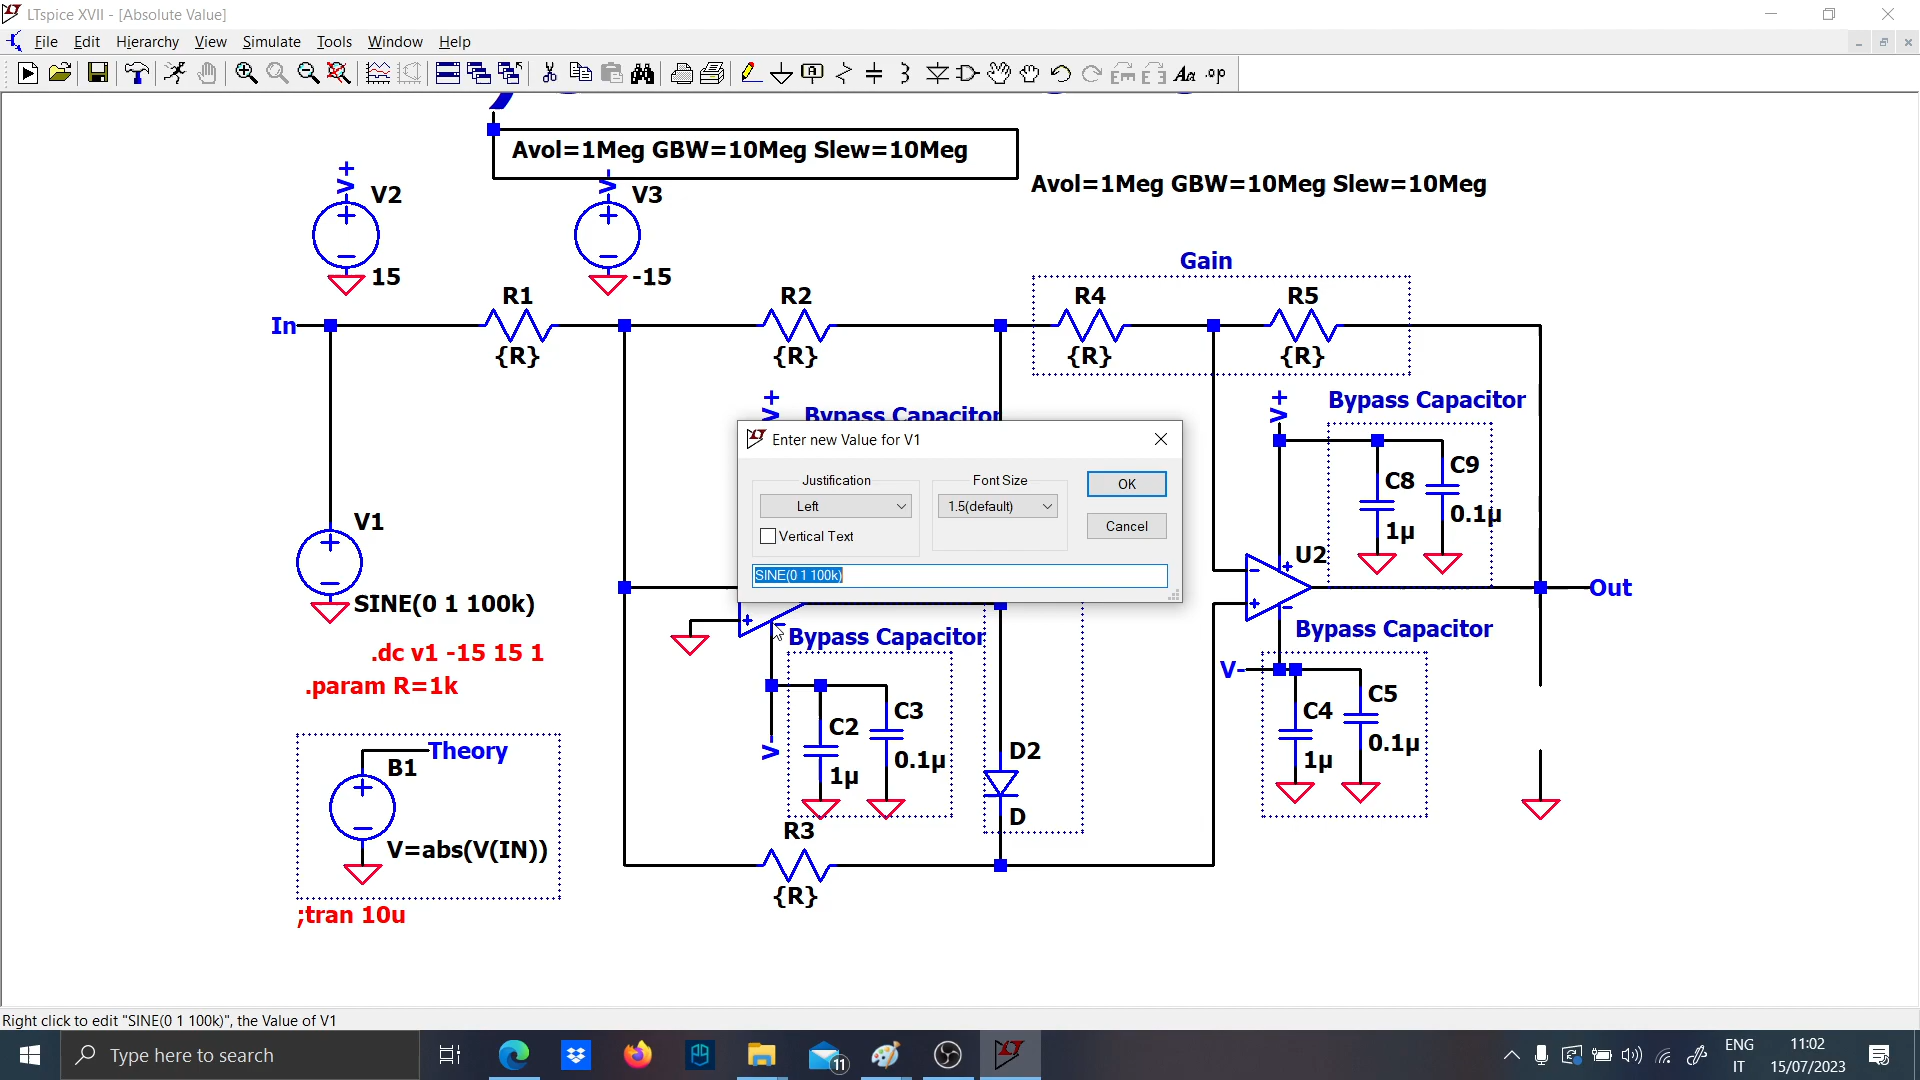 LTspice XVII - [Absolute Value]
File Edit Hierarchy View Simulate Tools Window Help
Avol=1Meg GBW=10Meg Slew=10Meg
Avol=1Meg GBW=10Meg Slew=10Meg
V+
V2
15
V-
V3
-15
Gain
In
R1
{R}
R2
{R}
R4
{R}
R5
{R}
V+
Bypass Capacitor
V+
Bypass Capacitor
C8
1µ
C9
0.1µ
Enter new Value for V1
Justification
Left
Vertical Text
Font Size
1.5(default)
OK
Cancel
SINE(0 1 100k)
V1
SINE(0 1 100k)
U2
Out
.dc v1 -15 15 1
.param R=1k
Bypass Capacitor
Bypass Capacitor
V-
V-
C2
1µ
C3
0.1µ
C4
1µ
C5
0.1µ
D2
D
Theory
B1
V=abs(V(IN))
R3
{R}
;tran 10u
Right click to edit "SINE(0 1 100k)", the Value of V1
Type here to search
11
ENG
IT
11:02
15/07/2023